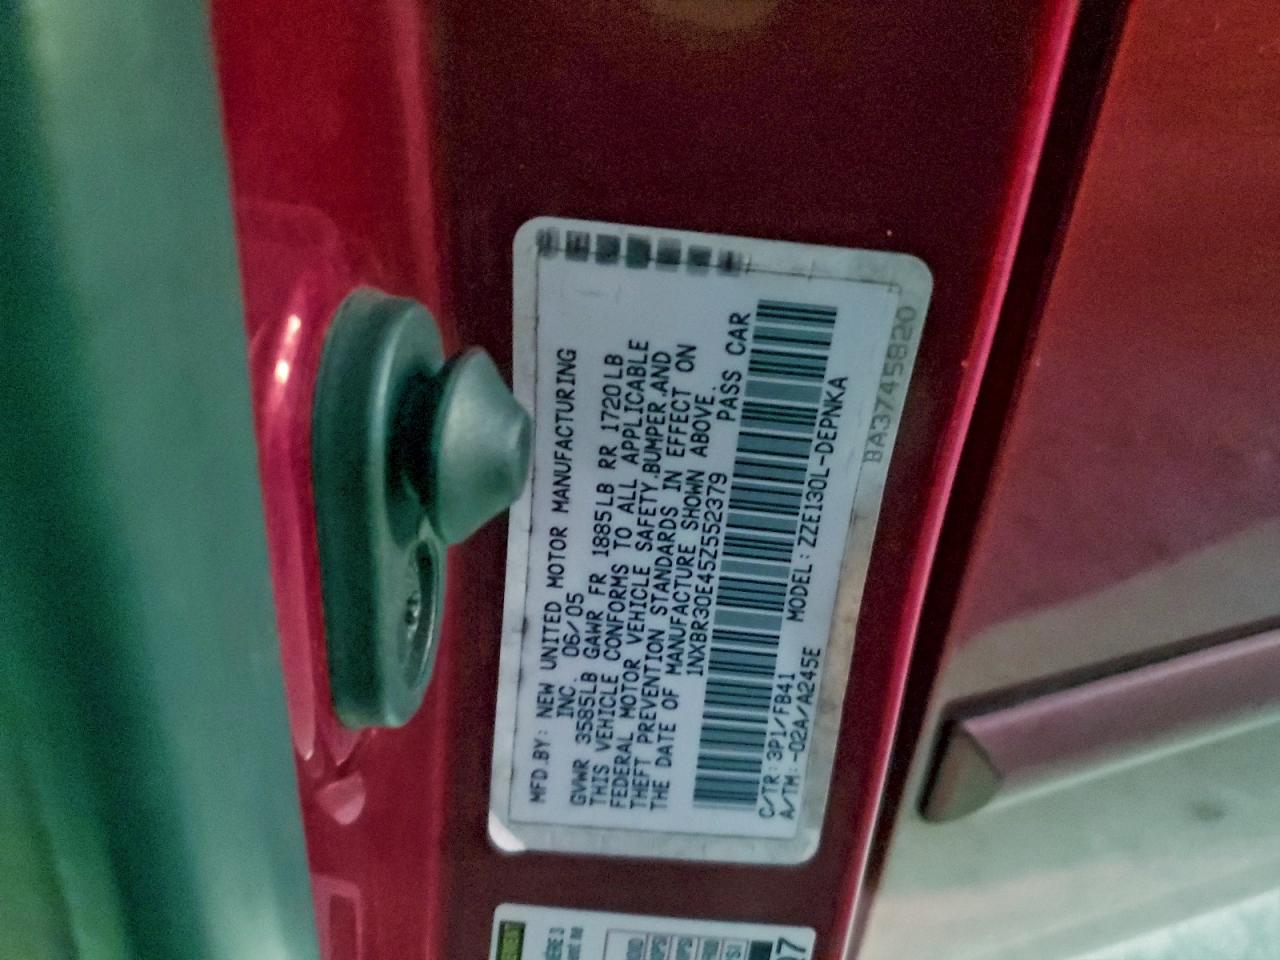 MFD.BY: NEW UNITED MOTOR MANUFACTURING
INC. 06/05
GVWR 3585LB GAWR FR 1885LB RR 1720LB
THIS VEHICLE CONFORMS TO ALL APPLICABLE
FEDERAL MOTOR VEHICLE SAFETY,BUMPER,AND
THEFT PREVENTION STANDARDS IN EFFECT ON
THE DATE OF MANUFACTURE SHOWN ABOVE.
1NXBR30E45Z552379 PASS CAR
C/TR: 3P1/FB41 MODEL: ZZE130L-DEPNKA
A/TM:-02A/A245E
BA3745820